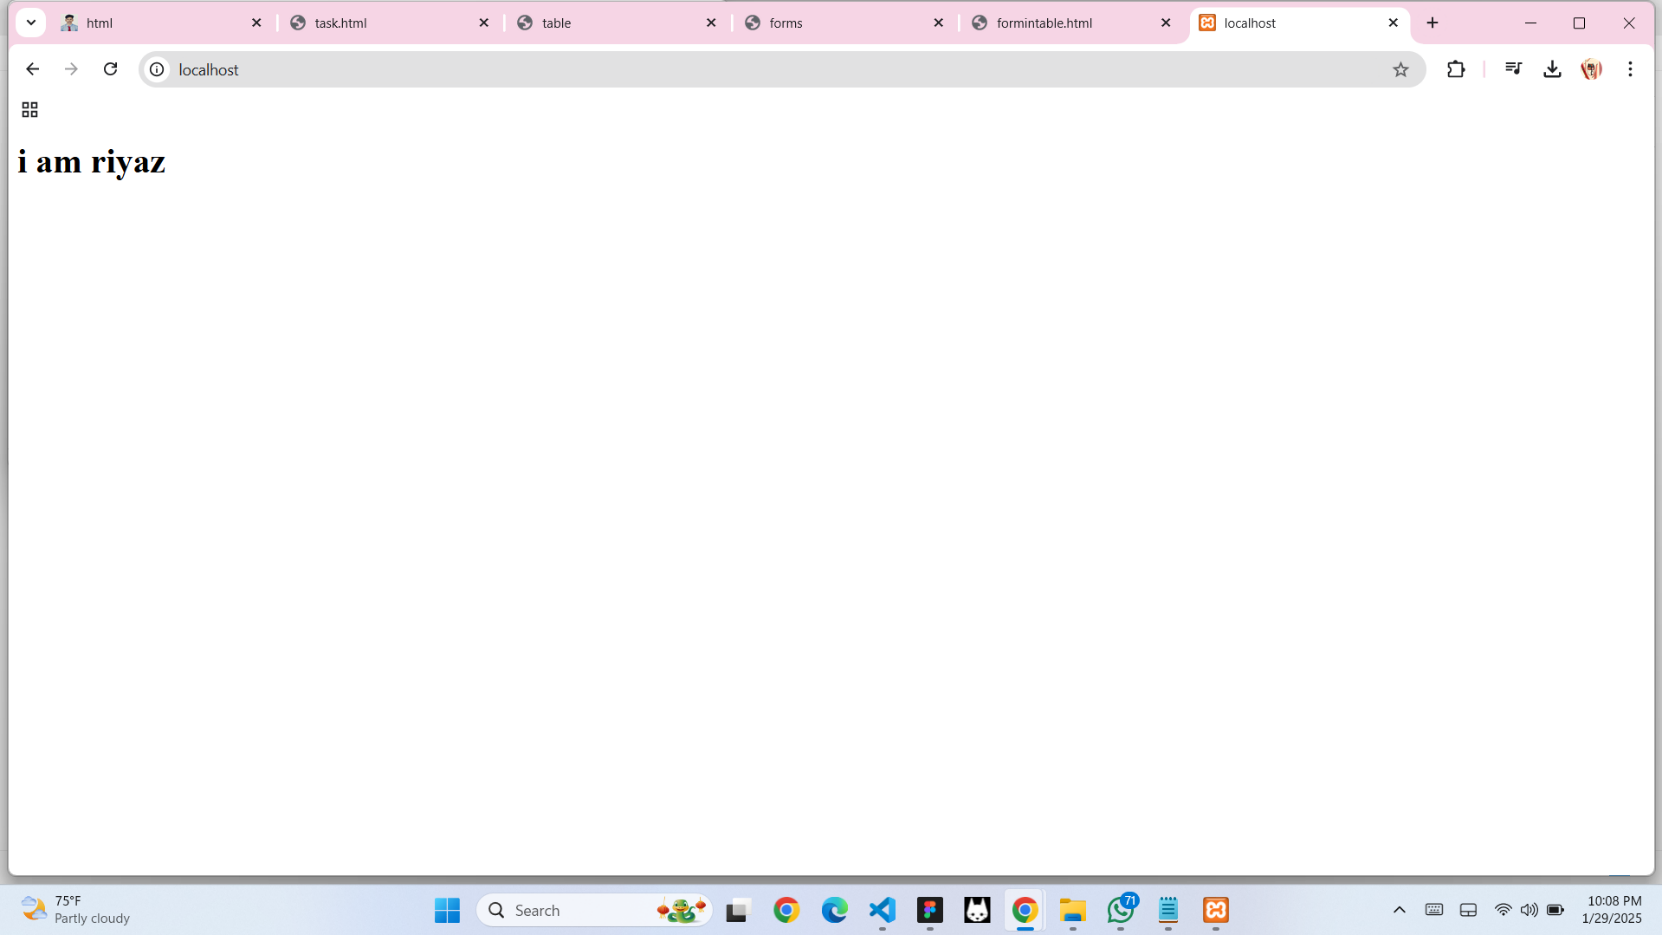 html
task.html
table
forms
formintable.html
localhost
localhost
i am riyaz
75°F
Partly cloudy
Search
71
10:08 PM
1/29/2025